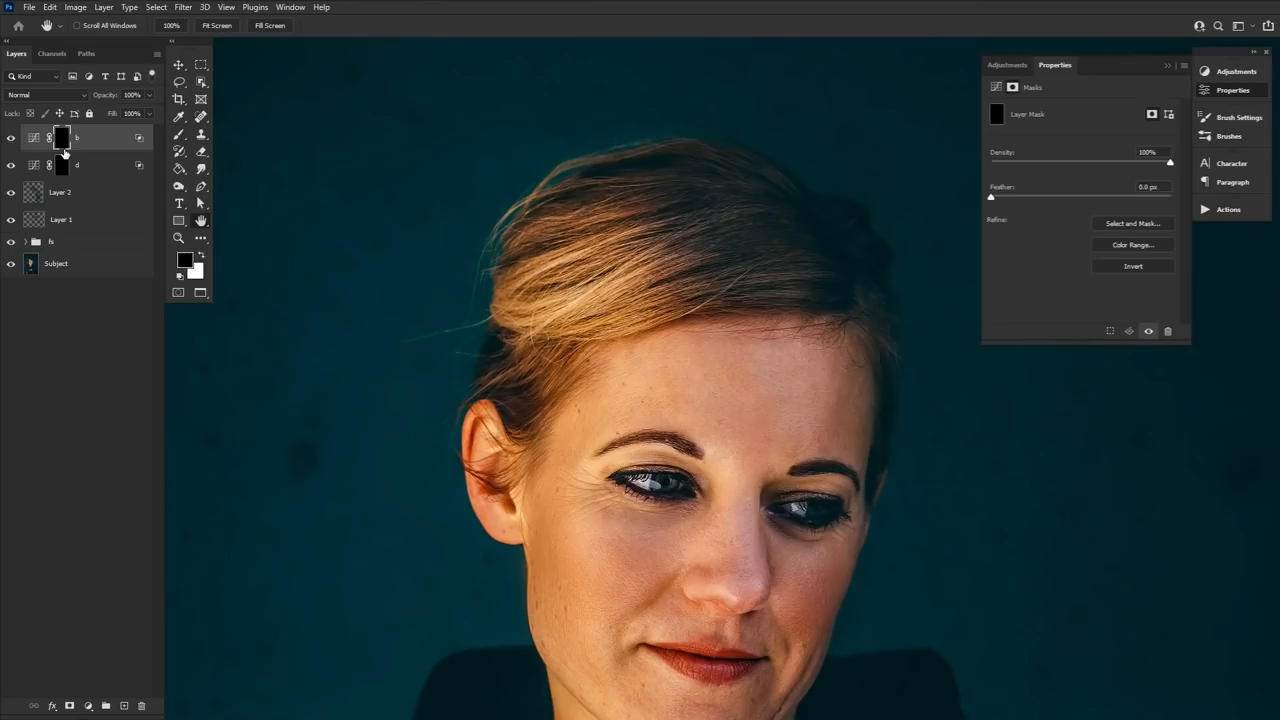 Ps File Edit Image Layer Type Select Filter 3D View Plugins Window Help
Scroll All Windows 100% Fit Screen Fill Screen
Layers Channels Paths
Kind
Normal Opacity: 100%
Lock: Fill: 100%
b
d
Layer 2
Layer 1
fs
Subject
Adjustments Properties
Masks
Layer Mask
Density: 100%
Feather: 0.0 px
Refine:
Select and Mask...
Color Range...
Invert
Adjustments
Properties
Brush Settings
Brushes
Character
Paragraph
Actions